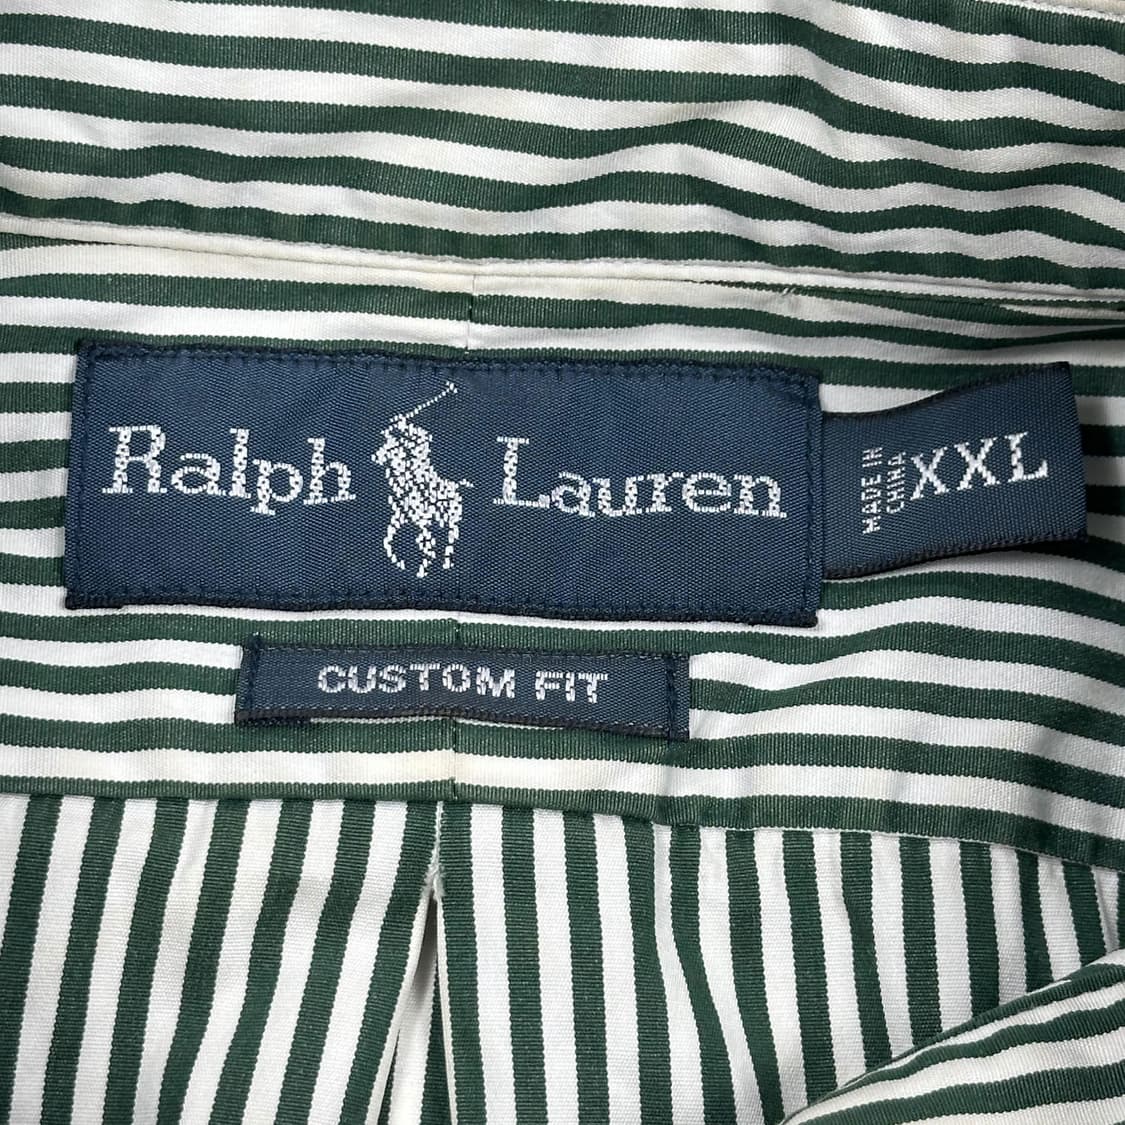 Ralph Lauren
MADE IN
CHINA
XXL
CUSTOM FIT